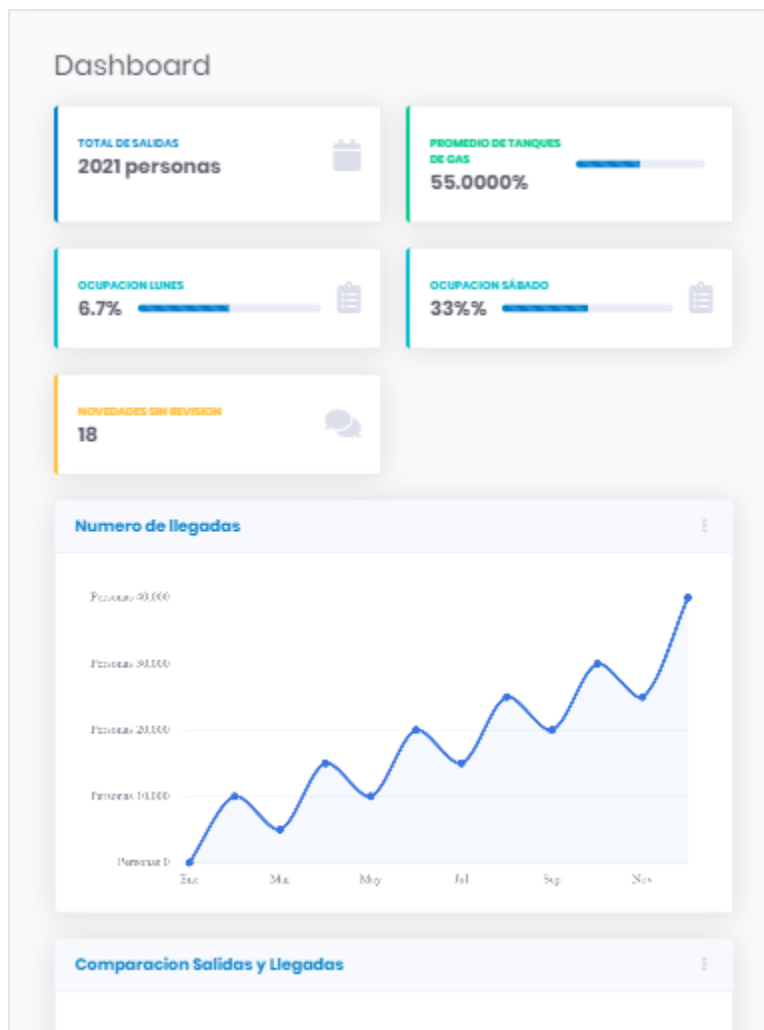 Dashboard
TOTAL DE SALIDAS
2021 personas
PROMEDIO DE TANQUES
DE GAS
55.0000%
OCUPACION LUNES
6.7%
OCUPACION SÁBADO
33%%
NOVEDADES SIN REVISION
18
Numero de llegadas
Personas 40,000
Personas 30,000
Personas 20,000
Personas 10,000
Personas 0
Ene
Mar
May
Jul
Sep
Nov
Comparacion Salidas y Llegadas